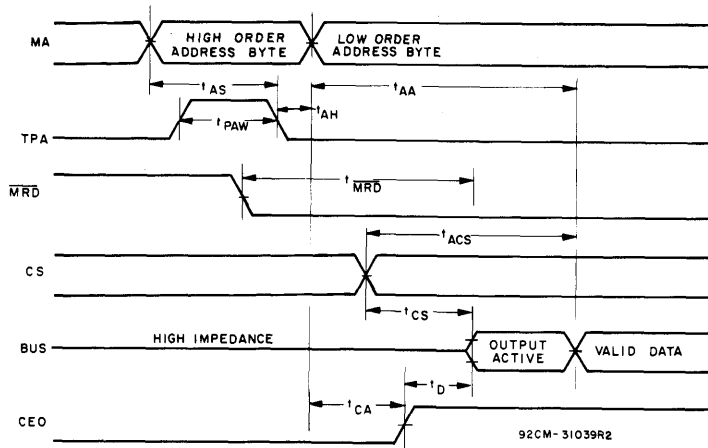 MA
HIGH ORDER
ADDRESS BYTE
LOW ORDER
ADDRESS BYTE
tAS
tAA
tAH
tPAW
TPA
MRD
tMRD
tACS
CS
tCS
BUS
HIGH IMPEDANCE
OUTPUT
ACTIVE
VALID DATA
tD
tCA
CEO
92CM-31039R2